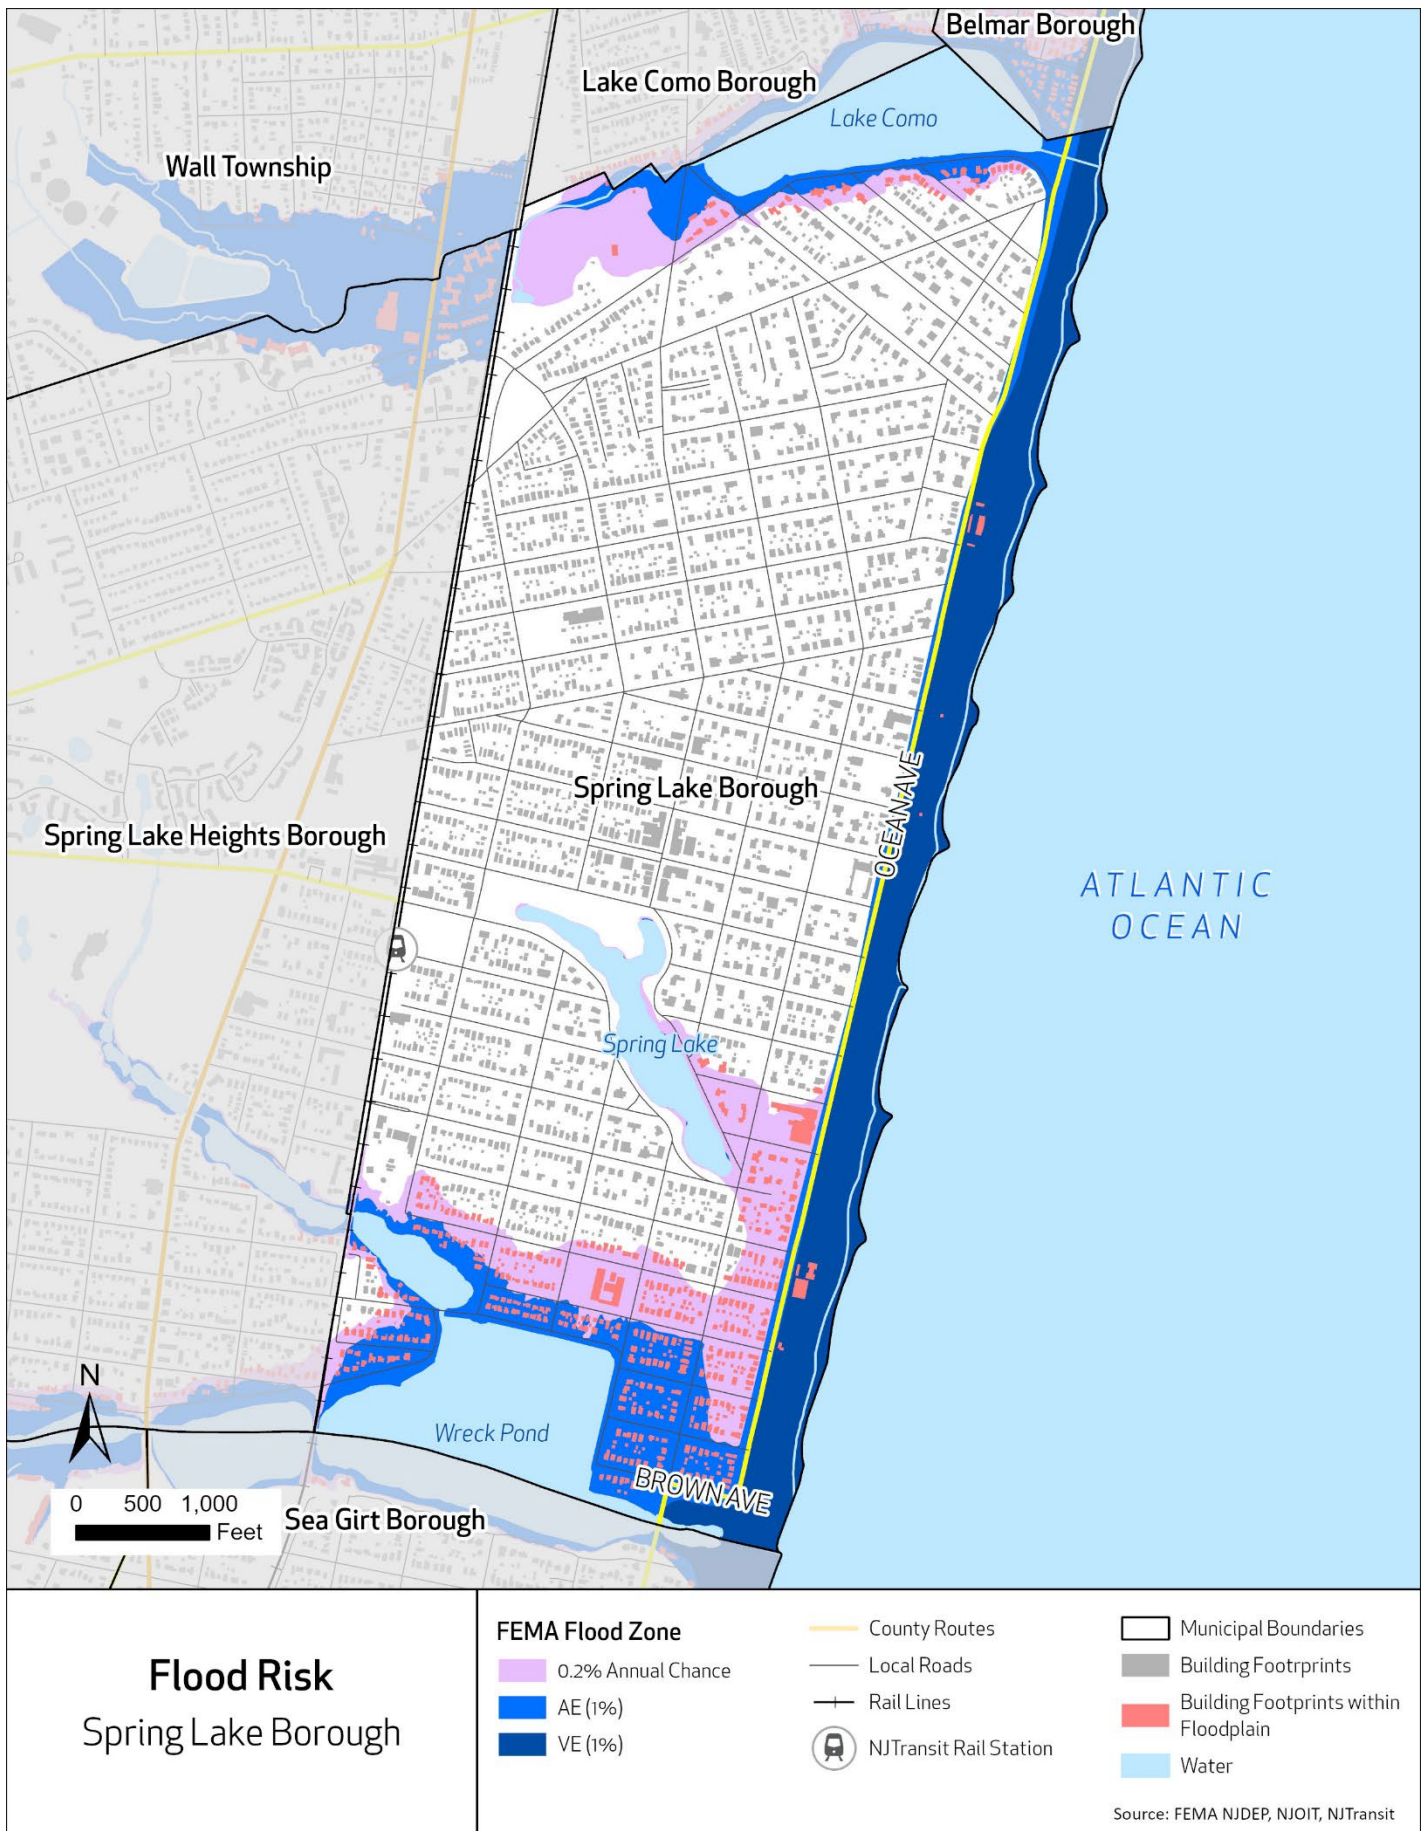 Belmar Borough
Lake Como Borough
Lake Como
Wall Township
Spring Lake Borough
OCEAN AVE
Spring Lake Heights Borough
ATLANTIC
OCEAN
Spring Lake
N
Wreck Pond
BROWN AVE
0 500 1,000
Feet
Sea Girt Borough
Flood Risk
Spring Lake Borough
FEMA Flood Zone
0.2% Annual Chance
AE (1%)
VE (1%)
County Routes
Local Roads
Rail Lines
NJTransit Rail Station
Municipal Boundaries
Building Footrprints
Building Footprints within
Floodplain
Water
Source: FEMA NJDEP, NJOIT, NJTransit